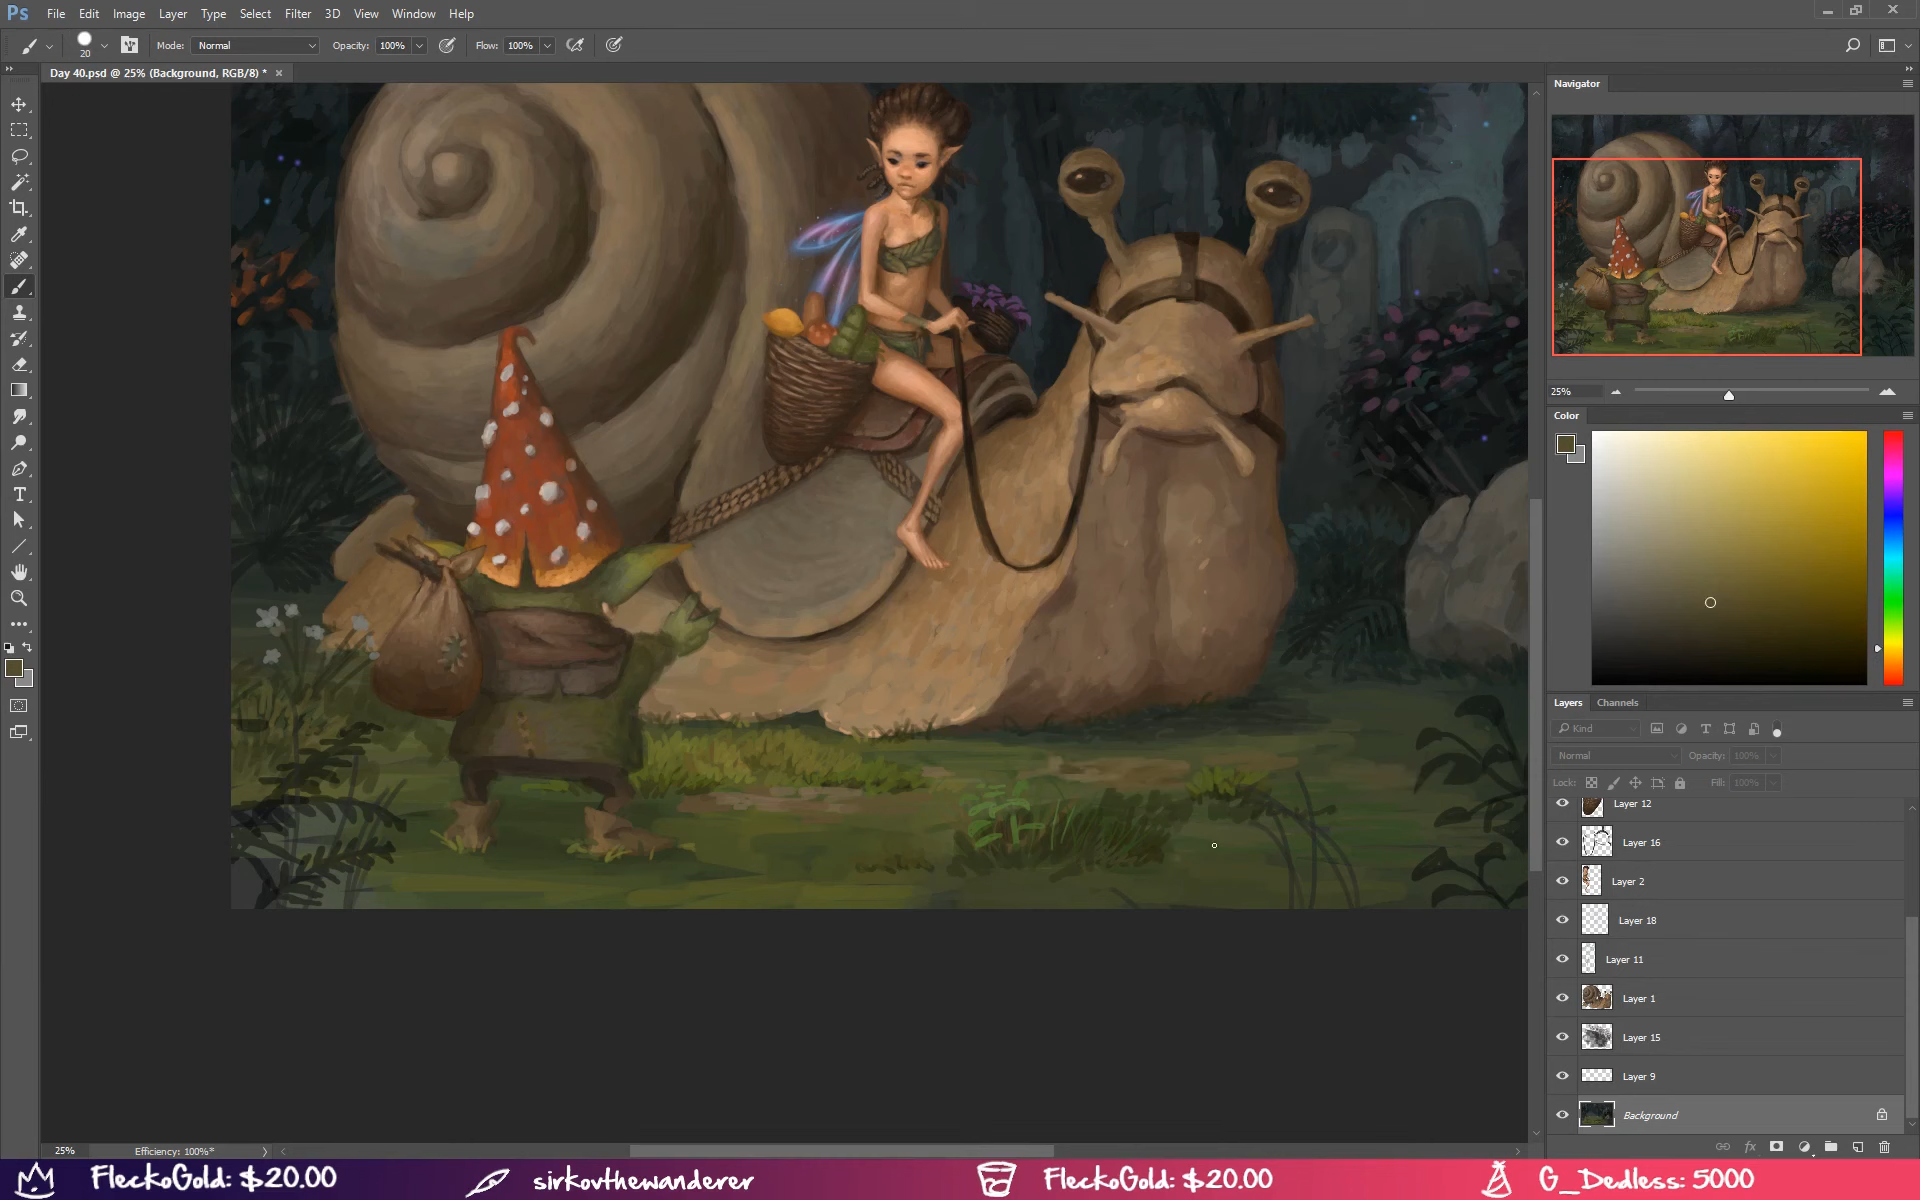 Ps File Edit Image Layer Type Select Filter 3D View Window Help
20 Mode: Normal Opacity: 100% Flow: 100%
Day 40.psd @ 25% (Background, RGB/8) *
Navigator
25%
Color
Layers Channels
Kind
Normal Opacity: 100%
Lock: Fill: 100%
Layer 12
Layer 16
Layer 2
Layer 18
Layer 11
Layer 1
Layer 15
Layer 9
Background
25% Efficiency: 100%*
FleckoGold: $20.00 sirkovthewanderer FleckoGold: $20.00 G_Dedless: 5000